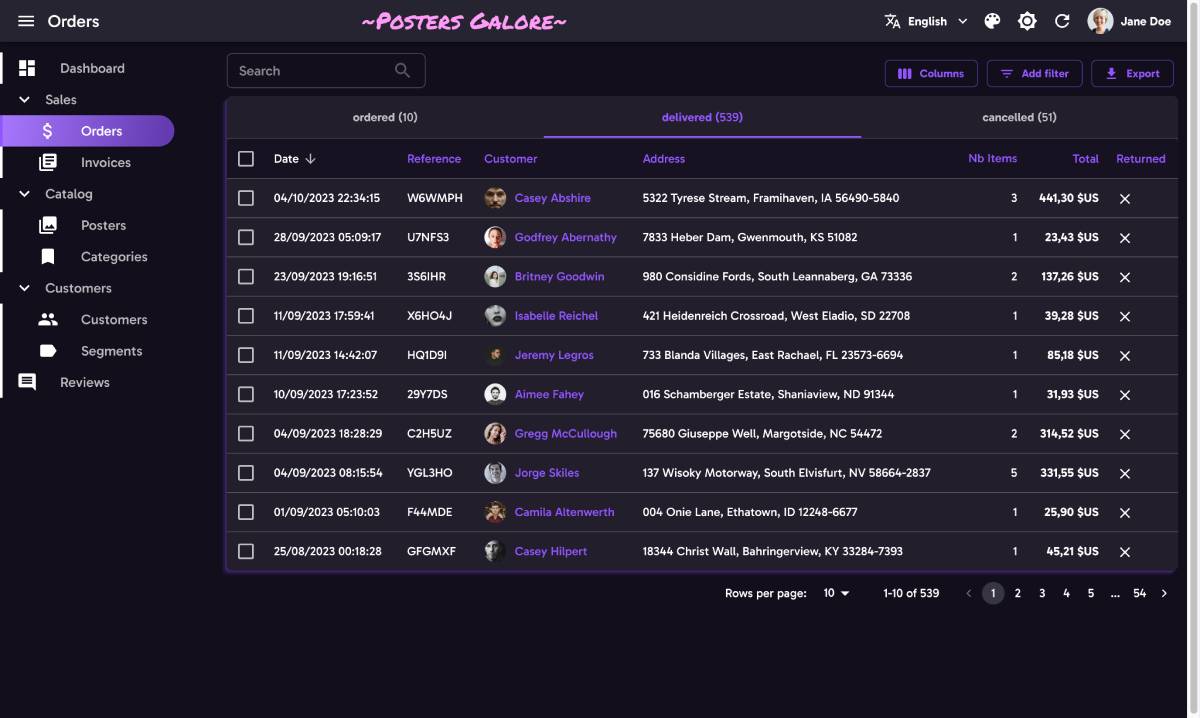 Orders
~Posters Galore~
English
Jane Doe
Dashboard
Sales
Orders
Invoices
Catalog
Posters
Categories
Customers
Customers
Segments
Reviews
Search
Columns
Add filter
Export
ordered (10)
delivered (539)
cancelled (51)
Date Reference Customer Address Nb Items Total Returned
04/10/2023 22:34:15 W6WMPH Casey Abshire 5322 Tyrese Stream, Framihaven, IA 56490-5840 3 441,30 $US
28/09/2023 05:09:17 U7NFS3 Godfrey Abernathy 7833 Heber Dam, Gwenmouth, KS 51082 1 23,43 $US
23/09/2023 19:16:51 3S6IHR Britney Goodwin 980 Considine Fords, South Leannaberg, GA 73336 2 137,26 $US
11/09/2023 17:59:41 X6HO4J Isabelle Reichel 421 Heidenreich Crossroad, West Eladio, SD 22708 1 39,28 $US
11/09/2023 14:42:07 HQ1D9I Jeremy Legros 733 Blanda Villages, East Rachael, FL 23573-6694 1 85,18 $US
10/09/2023 17:23:52 29Y7DS Aimee Fahey 016 Schamberger Estate, Shaniaview, ND 91344 1 31,93 $US
04/09/2023 18:28:29 C2H5UZ Gregg McCullough 75680 Giuseppe Well, Margotside, NC 54472 2 314,52 $US
04/09/2023 08:15:54 YGL3HO Jorge Skiles 137 Wisoky Motorway, South Elvisfurt, NV 58664-2837 5 331,55 $US
01/09/2023 05:10:03 F44MDE Camila Altenwerth 004 Onie Lane, Ethatown, ID 12248-6677 1 25,90 $US
25/08/2023 00:18:28 GFGMXF Casey Hilpert 18344 Christ Wall, Bahringerview, KY 33284-7393 1 45,21 $US
Rows per page: 10 1-10 of 539 1 2 3 4 5 ... 54